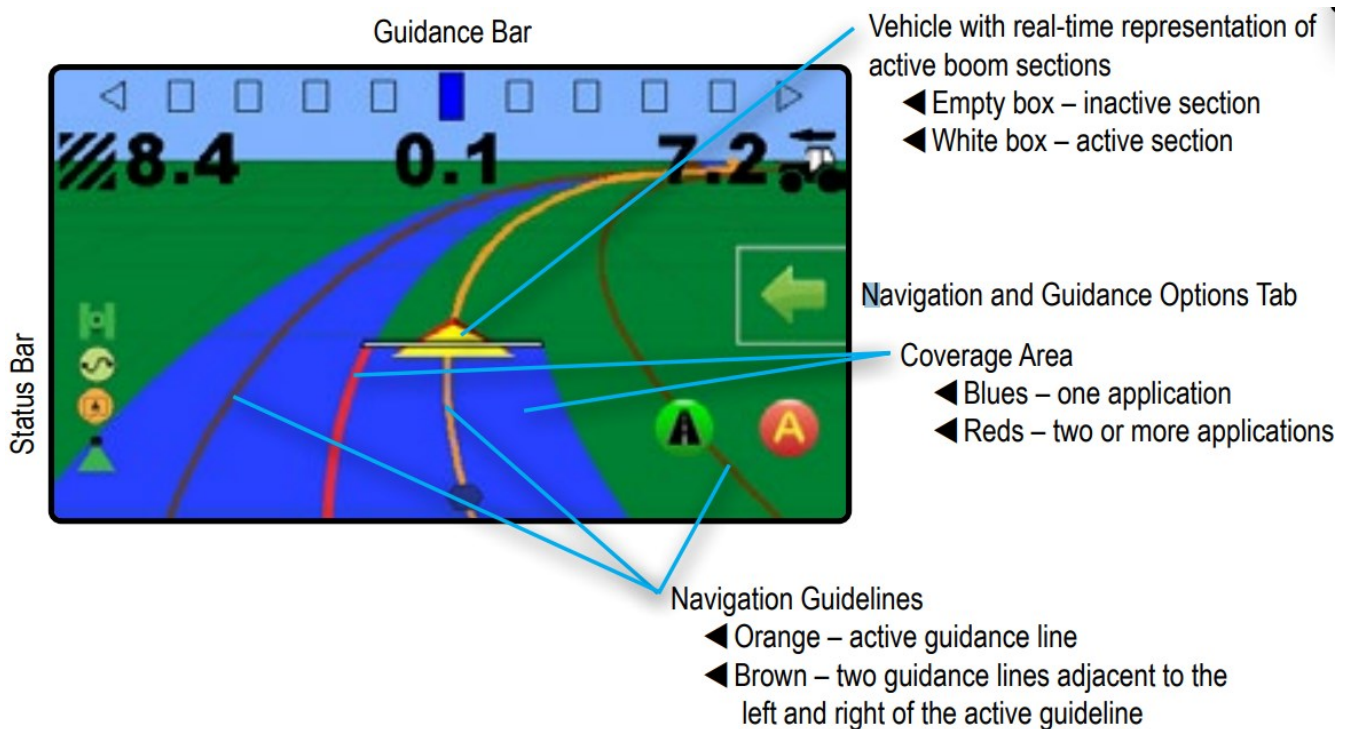 Guidance Bar
Vehicle with real-time representation of
active boom sections
◀ Empty box – inactive section
◀ White box – active section
8.4 0.1 7.2
Navigation and Guidance Options Tab
Status Bar
Coverage Area
◀ Blues – one application
◀ Reds – two or more applications
A
Navigation Guidelines
◀ Orange – active guidance line
◀ Brown – two guidance lines adjacent to the
left and right of the active guideline